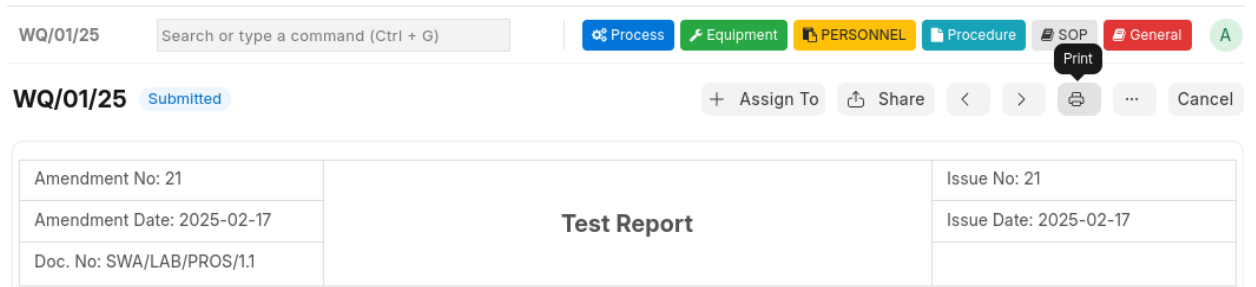 WQ/01/25
Search or type a command (Ctrl + G)
Process
Equipment
PERSONNEL
Procedure
SOP
General
A
Print
WQ/01/25
Submitted
+ Assign To
Share
<
>
...
Cancel
Amendment No: 21
Amendment Date: 2025-02-17
Doc. No: SWA/LAB/PROS/1.1
Test Report
Issue No: 21
Issue Date: 2025-02-17